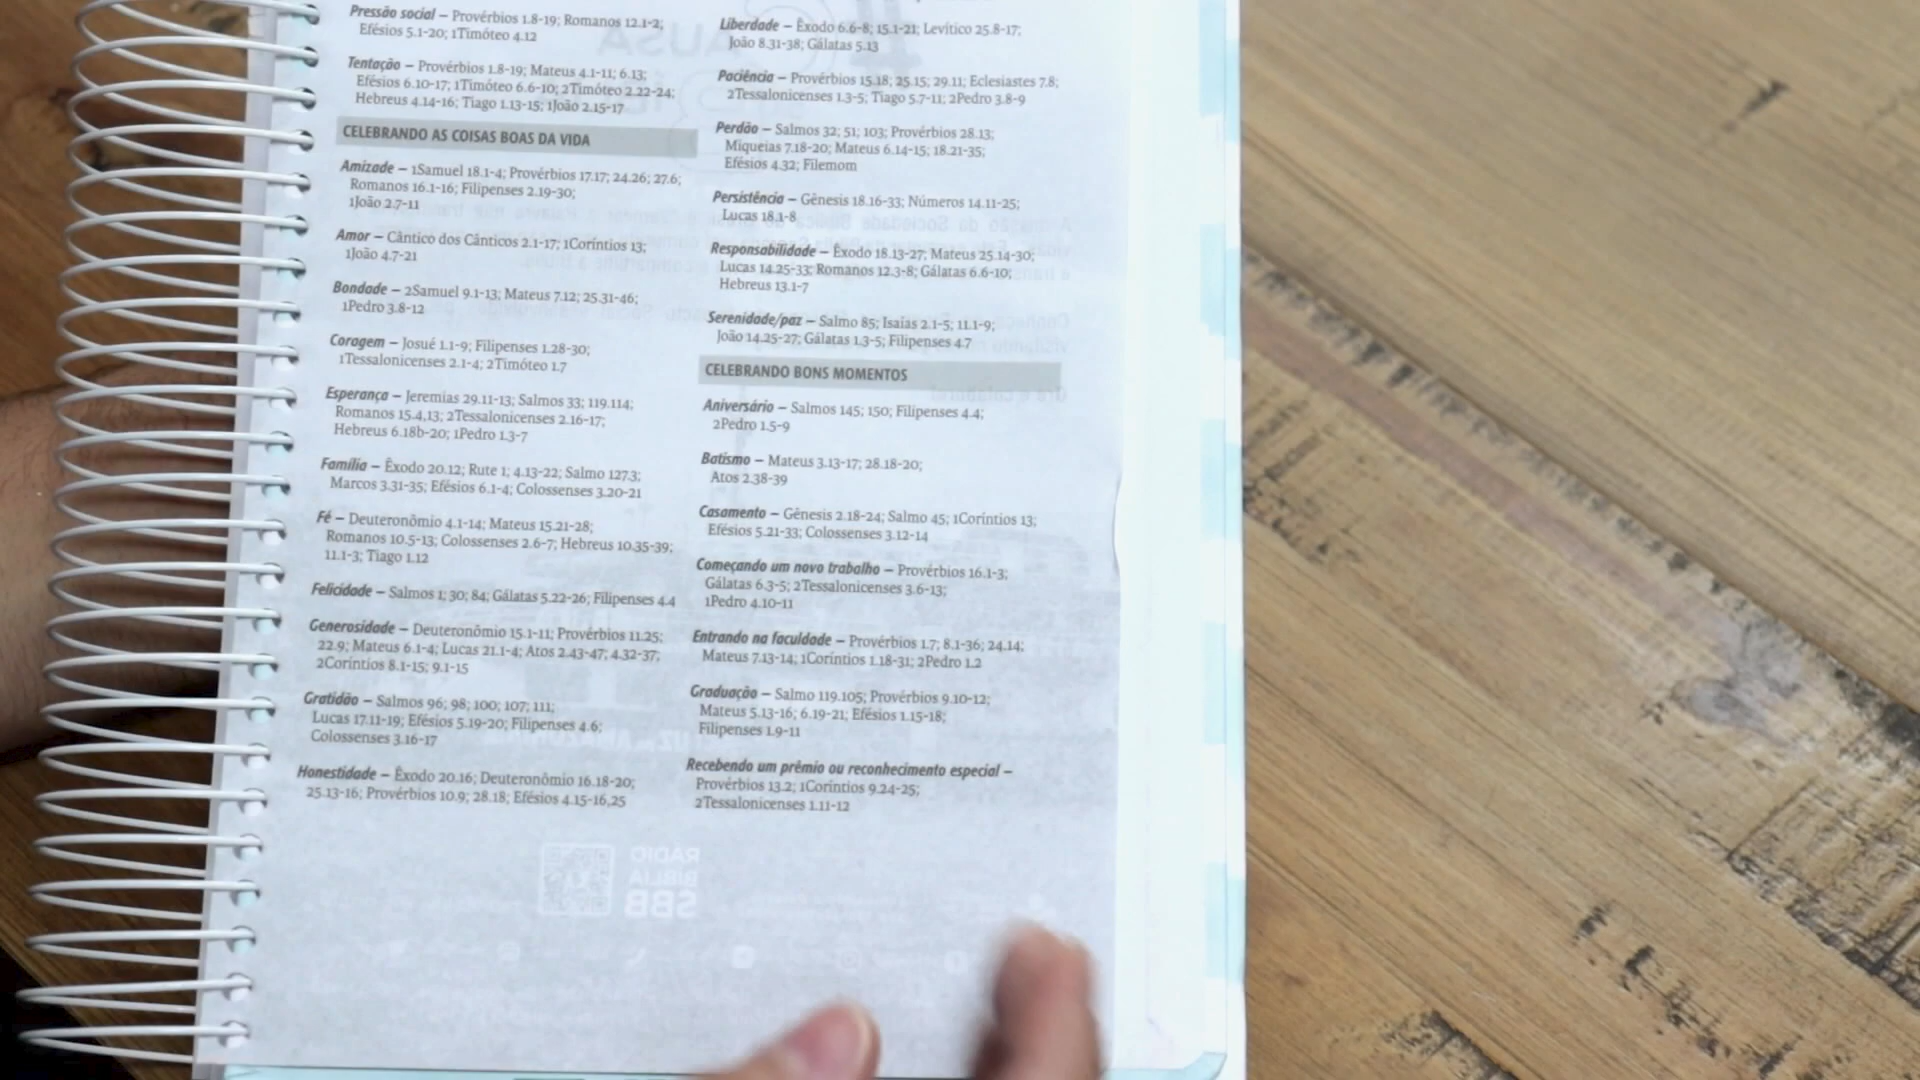 Pressão social – Provérbios 1.8-19; Romanos 12.1-2;
Efésios 5.1-20; 1Timóteo 4.12
Tentação – Provérbios 1.8-19; Mateus 4.1-11; 6.13;
Efésios 6.10-17; 1Timóteo 6.6-10; 2Timóteo 2.22-24;
Hebreus 4.14-16; Tiago 1.13-15; 1João 2.15-17
CELEBRANDO AS COISAS BOAS DA VIDA
Amizade – 1Samuel 18.1-4; Provérbios 17.17; 24.26; 27.6;
Romanos 16.1-16; Filipenses 2.19-30;
1João 2.7-11
Amor – Cântico dos Cânticos 2.1-17; 1Coríntios 13;
1João 4.7-21
Bondade – 2Samuel 9.1-13; Mateus 7.12; 25.31-46;
1Pedro 3.8-12
Coragem – Josué 1.1-9; Filipenses 1.28-30;
1Tessalonicenses 2.1-4; 2Timóteo 1.7
Esperança – Jeremias 29.11-13; Salmos 33; 119.114;
Romanos 15.4,13; 2Tessalonicenses 2.16-17;
Hebreus 6.18b-20; 1Pedro 1.3-7
Família – Êxodo 20.12; Rute 1; 4.13-22; Salmo 127.3;
Marcos 3.31-35; Efésios 6.1-4; Colossenses 3.20-21
Fé – Deuteronômio 4.1-14; Mateus 15.21-28;
Romanos 10.5-13; Colossenses 2.6-7; Hebreus 10.35-39;
11.1-3; Tiago 1.12
Felicidade – Salmos 1; 30; 84; Gálatas 5.22-26; Filipenses 4.4
Generosidade – Deuteronômio 15.1-11; Provérbios 11.25;
22.9; Mateus 6.1-4; Lucas 21.1-4; Atos 2.43-47; 4.32-37;
2Coríntios 8.1-15; 9.1-15
Gratidão – Salmos 96; 98; 100; 107; 111;
Lucas 17.11-19; Efésios 5.19-20; Filipenses 4.6;
Colossenses 3.16-17
Honestidade – Êxodo 20.16; Deuteronômio 16.18-20;
25.13-16; Provérbios 10.9; 28.18; Efésios 4.15-16,25
Liberdade – Êxodo 6.6-8; 15.1-21; Levítico 25.8-17;
João 8.31-38; Gálatas 5.13
Paciência – Provérbios 15.18; 25.15; 29.11; Eclesiastes 7.8;
2Tessalonicenses 1.3-5; Tiago 5.7-11; 2Pedro 3.8-9
Perdão – Salmos 32; 51; 103; Provérbios 28.13;
Miqueias 7.18-20; Mateus 6.14-15; 18.21-35;
Efésios 4.32; Filemom
Persistência – Gênesis 18.16-33; Números 14.11-25;
Lucas 18.1-8
Responsabilidade – Êxodo 18.13-27; Mateus 25.14-30;
Lucas 14.25-33; Romanos 12.3-8; Gálatas 6.6-10;
Hebreus 13.1-7
Serenidade/paz – Salmo 85; Isaías 2.1-5; 11.1-9;
João 14.25-27; Gálatas 1.3-5; Filipenses 4.7
CELEBRANDO BONS MOMENTOS
Aniversário – Salmos 145; 150; Filipenses 4.4;
2Pedro 1.5-9
Batismo – Mateus 3.13-17; 28.18-20;
Atos 2.38-39
Casamento – Gênesis 2.18-24; Salmo 45; 1Coríntios 13;
Efésios 5.21-33; Colossenses 3.12-14
Começando um novo trabalho – Provérbios 16.1-3;
Gálatas 6.3-5; 2Tessalonicenses 3.6-13;
1Pedro 4.10-11
Entrando na faculdade – Provérbios 1.7; 8.1-36; 24.14;
Mateus 7.13-14; 1Coríntios 1.18-31; 2Pedro 1.2
Graduação – Salmo 119.105; Provérbios 9.10-12;
Mateus 5.13-16; 6.19-21; Efésios 1.15-18;
Filipenses 1.9-11
Recebendo um prêmio ou reconhecimento especial –
Provérbios 13.2; 1Coríntios 9.24-25;
2Tessalonicenses 1.11-12
RÁDIO
BÍBLIA
SBB